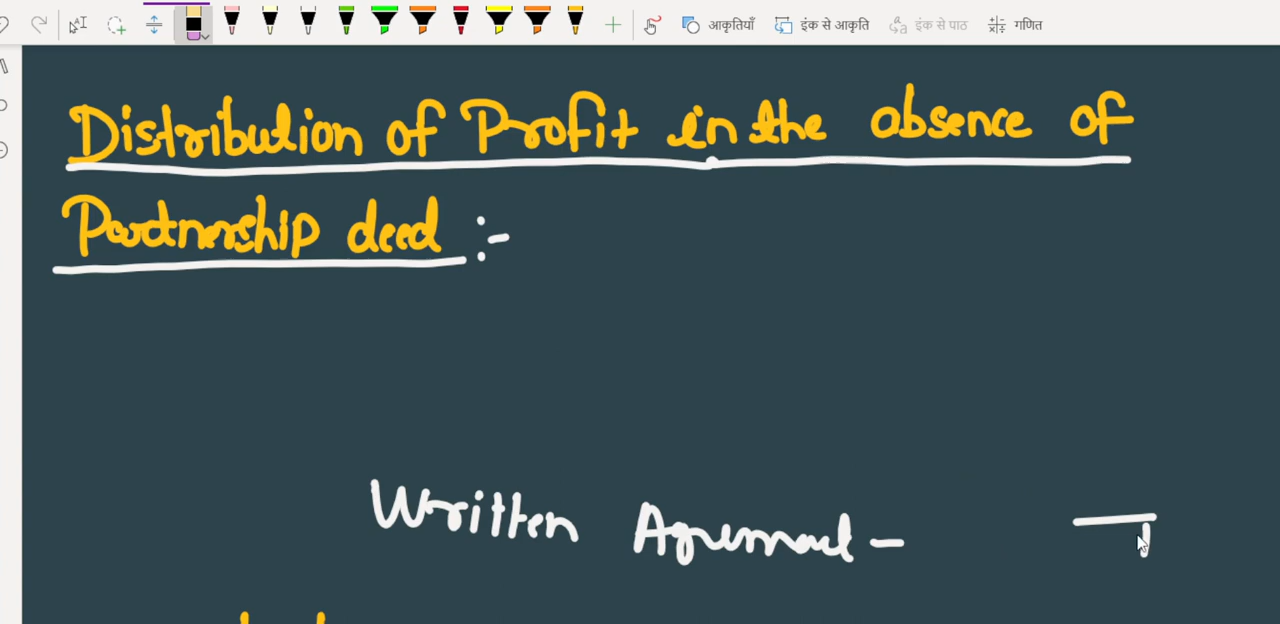 आकृतियाँ इंक से आकृति इंक से पाठ गणित
Distribution of Profit in the absence of
Partnership deed :-
Written Agreement -